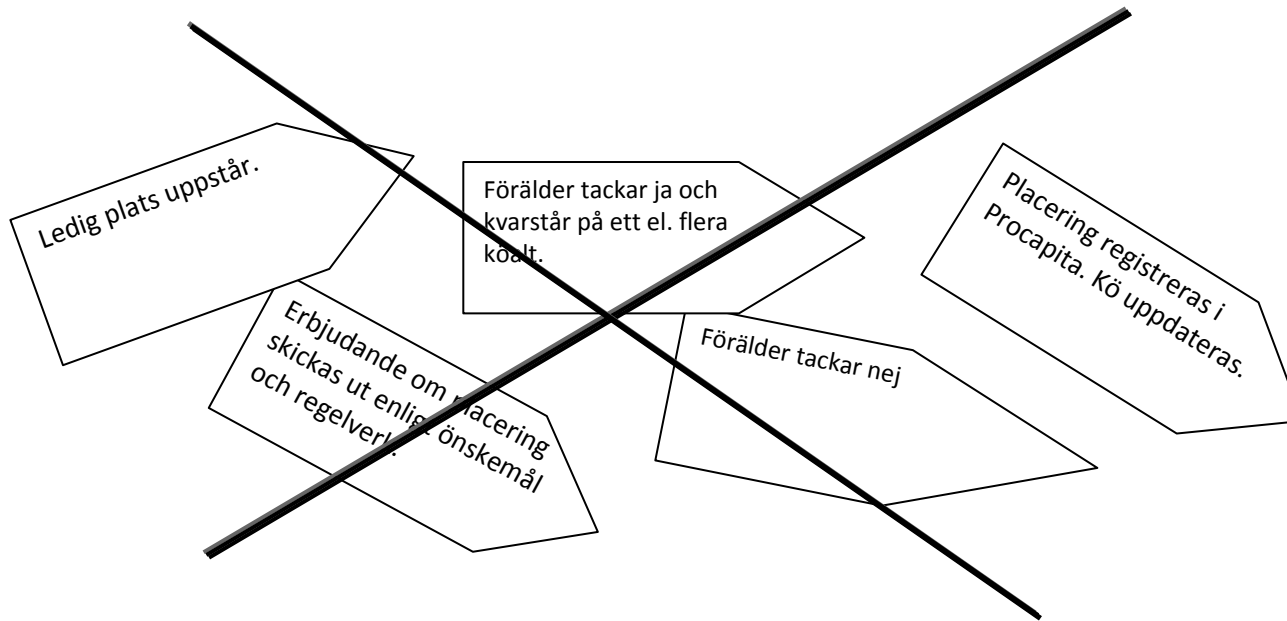 Ledig plats uppstår.
Erbjudande om placering
skickas ut enligt önskemål
och regelverk.
Förälder tackar ja och
kvarstår på ett el. flera
köalt.
Förälder tackar nej
Placering registreras i
Procapita. Kö uppdateras.